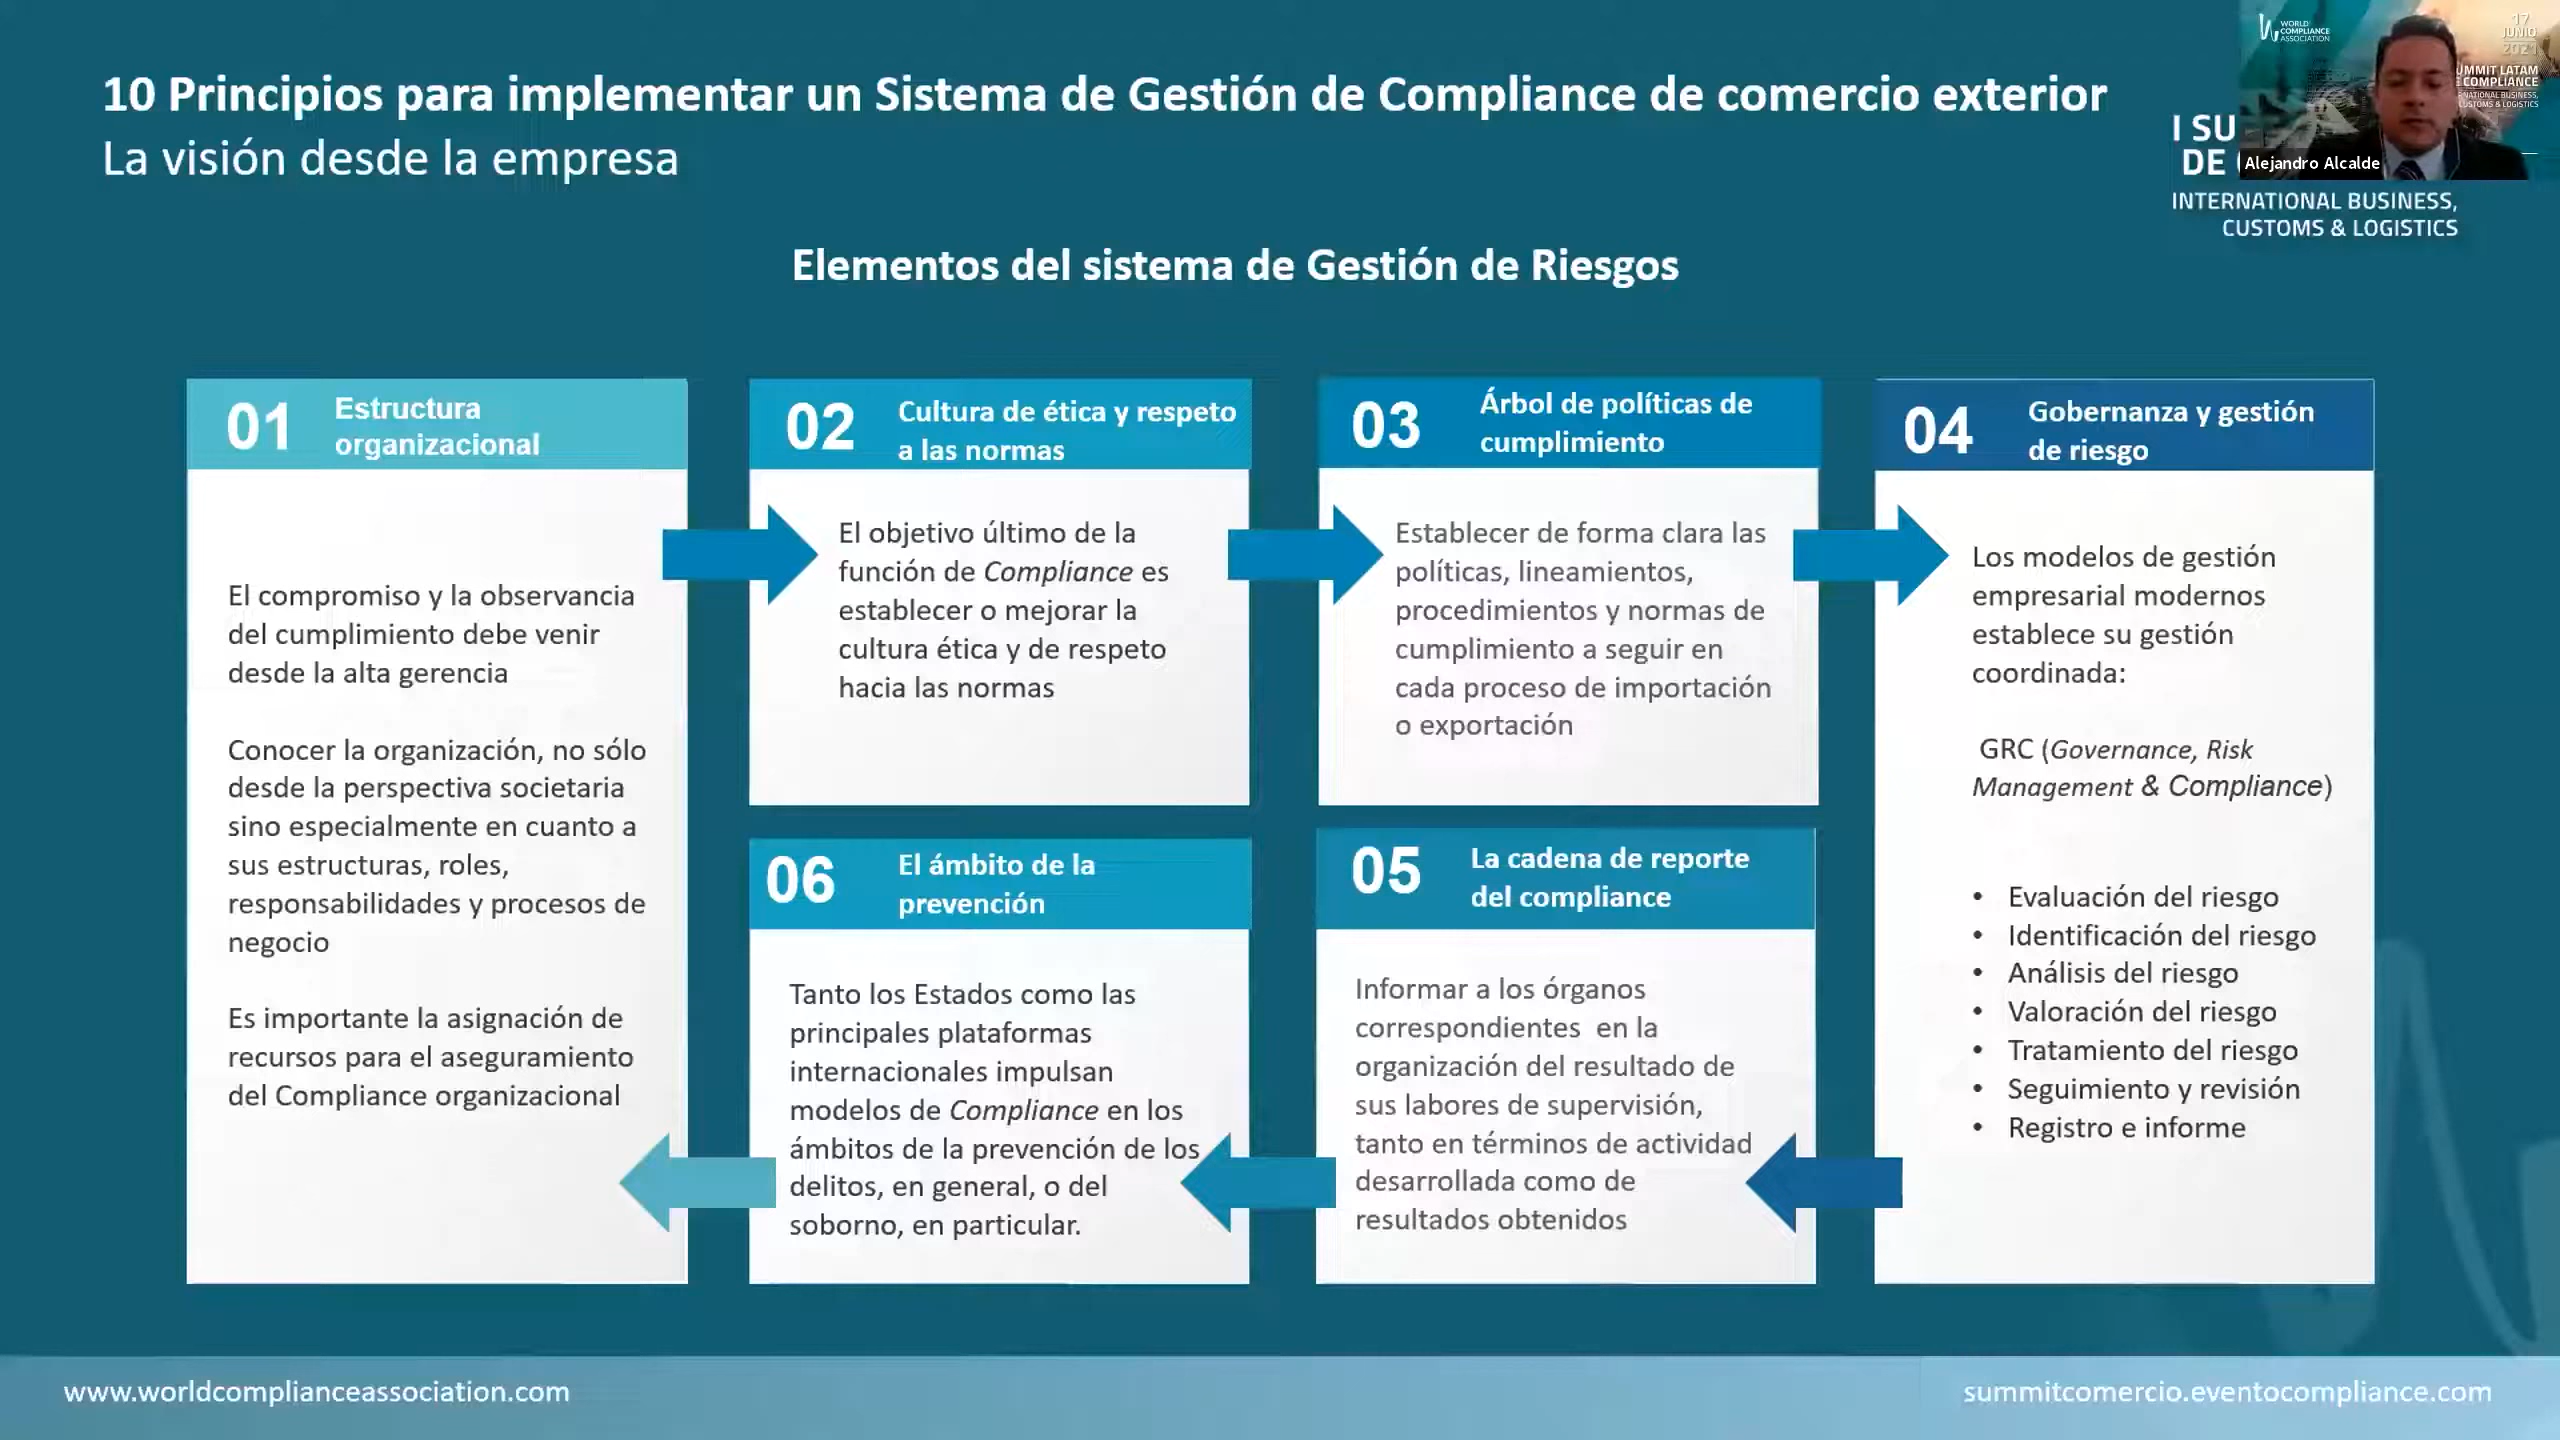 10 Principios para implementar un Sistema de Gestión de Compliance de comercio exterior
La visión desde la empresa
WORLD
COMPLIANCE
ASSOCIATION
17
JUNIO
2021
UMMIT LATAM
COMPLIANCE
Alejandro Alcalde
I SU
DE
INTERNATIONAL BUSINESS,
CUSTOMS & LOGISTICS
Elementos del sistema de Gestión de Riesgos
01
Estructura
organizacional
El compromiso y la observancia
del cumplimiento debe venir
desde la alta gerencia
Conocer la organización, no sólo
desde la perspectiva societaria
sino especialmente en cuanto a
sus estructuras, roles,
responsabilidades y procesos de
negocio
Es importante la asignación de
recursos para el aseguramiento
del Compliance organizacional
02
Cultura de ética y respeto
a las normas
El objetivo último de la
función de Compliance es
establecer o mejorar la
cultura ética y de respeto
hacia las normas
03
Árbol de políticas de
cumplimiento
Establecer de forma clara las
políticas, lineamientos,
procedimientos y normas de
cumplimiento a seguir en
cada proceso de importación
o exportación
04
Gobernanza y gestión
de riesgo
Los modelos de gestión
empresarial modernos
establece su gestión
coordinada:
GRC (Governance, Risk
Management & Compliance)
• Evaluación del riesgo
• Identificación del riesgo
• Análisis del riesgo
• Valoración del riesgo
• Tratamiento del riesgo
• Seguimiento y revisión
• Registro e informe
05
La cadena de reporte
del compliance
Informar a los órganos
correspondientes en la
organización del resultado de
sus labores de supervisión,
tanto en términos de actividad
desarrollada como de
resultados obtenidos
06
El ámbito de la
prevención
Tanto los Estados como las
principales plataformas
internacionales impulsan
modelos de Compliance en los
ámbitos de la prevención de los
delitos, en general, o del
soborno, en particular.
www.worldcomplianceassociation.com
summitcomercio.eventocompliance.com